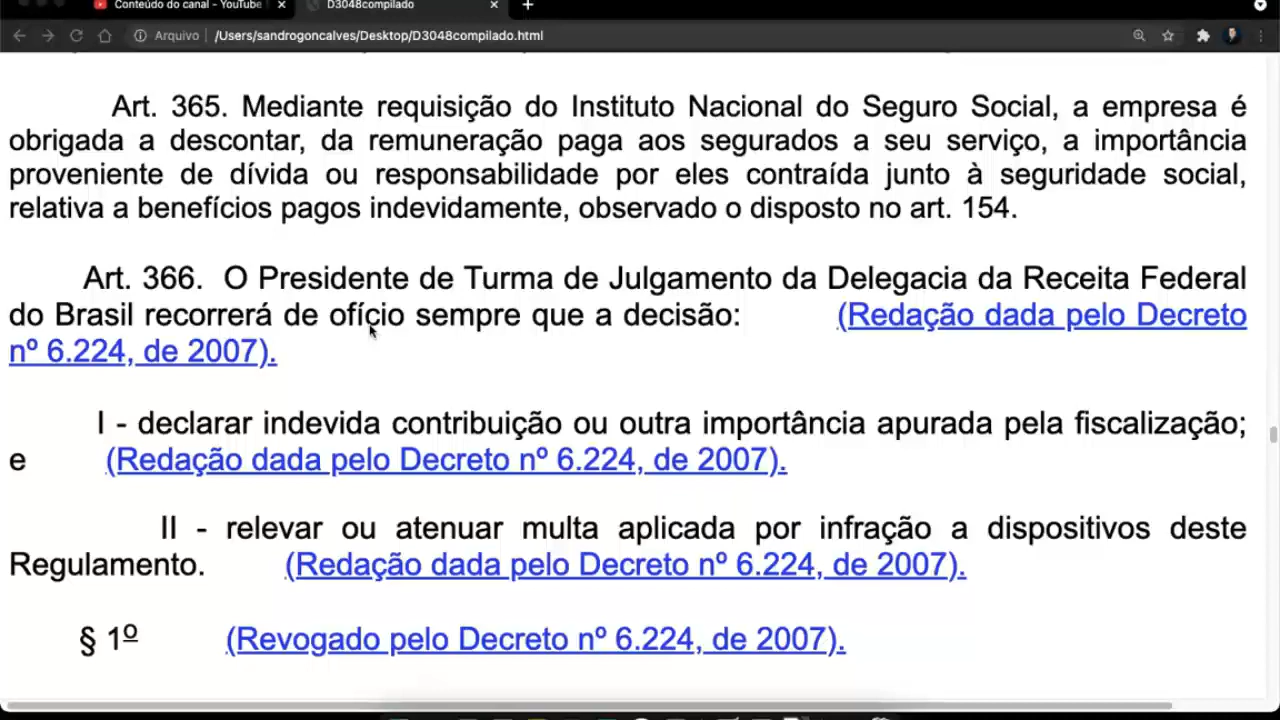 Conteúdo do canal - YouTube
D3048compilado
Arquivo | /Users/sandrogoncalves/Desktop/D3048compilado.html
Art. 365. Mediante requisição do Instituto Nacional do Seguro Social, a empresa é
obrigada a descontar, da remuneração paga aos segurados a seu serviço, a importância
proveniente de dívida ou responsabilidade por eles contraída junto à seguridade social,
relativa a benefícios pagos indevidamente, observado o disposto no art. 154.
Art. 366. O Presidente de Turma de Julgamento da Delegacia da Receita Federal
do Brasil recorrerá de ofício sempre que a decisão: (Redação dada pelo Decreto
nº 6.224, de 2007).
I - declarar indevida contribuição ou outra importância apurada pela fiscalização;
e (Redação dada pelo Decreto nº 6.224, de 2007).
II - relevar ou atenuar multa aplicada por infração a dispositivos deste
Regulamento. (Redação dada pelo Decreto nº 6.224, de 2007).
§ 1º (Revogado pelo Decreto nº 6.224, de 2007).